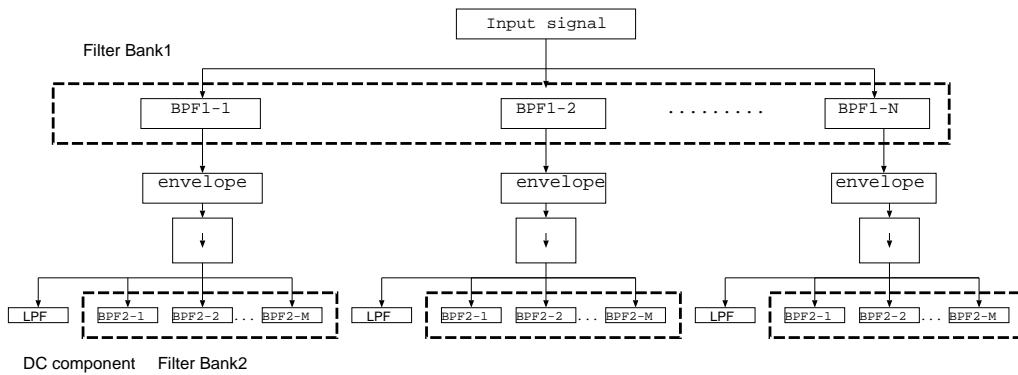 Input signal
Filter Bank1
BPF1-1 BPF1-2 ......... BPF1-N
envelope envelope envelope
LPF BPF2-1 BPF2-2 ... BPF2-M LPF BPF2-1 BPF2-2 ... BPF2-M LPF BPF2-1 BPF2-2 ... BPF2-M
DC component Filter Bank2